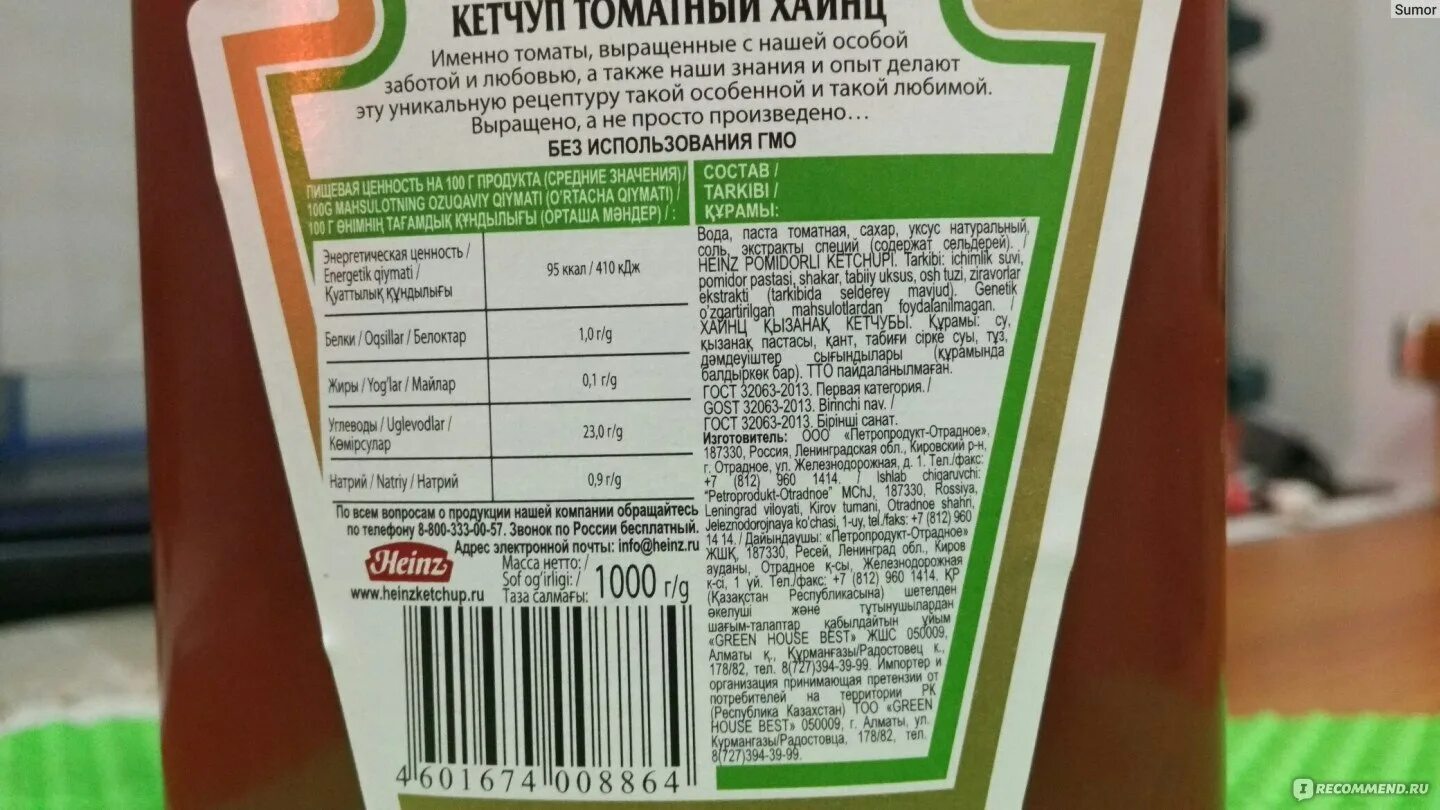 Sumor
КЕТЧУП ТОМАТНЫЙ ХАЙНЦ
Именно томаты, выращенные с нашей особой
заботой и любовью, а также наши знания и опыт делают
эту уникальную рецептуру такой особенной и такой любимой.
Выращено, а не просто произведено...
БЕЗ ИСПОЛЬЗОВАНИЯ ГМО
ПИЩЕВАЯ ЦЕННОСТЬ НА 100 Г ПРОДУКТА (СРЕДНИЕ ЗНАЧЕНИЯ)/
100G MAHSULOTNING OZUQAVIY QIYMATI (O'RTACHA QIYMATI) /
100 Г ӨНІМНІҢ ТАҒАМДЫҚ ҚҰНДЫЛЫҒЫ (ОРТАША МӘНДЕР) / :
Энергетическая ценность /
Energetik qiymati /
Қуаттылық құндылығы
95 ккал / 410 кДж
Белки / Oqsillar / Белоктар
1,0 г/g
Жиры / Yog'lar / Майлар
0,1 г/g
Углеводы / Uglevodlar /
Көмірсулар
23,0 г/g
Натрий / Natriy / Натрий
0,9 г/g
По всем вопросам о продукции нашей компании обращайтесь
по телефону 8-800-333-00-57. Звонок по России бесплатный.
Адрес электронной почты: info@heinz.ru
Heinz
www.heinzketchup.ru
Масса нетто: /
Sof og'irligi: /
Таза салмағы:
1000 г/g
4 601674 008864
СОСТАВ /
TARKIBI /
ҚҰРАМЫ:
Вода, паста томатная, сахар, уксус натуральный,
соль, экстракты специй (содержат сельдерей). /
HEINZ POMIDORLI KETCHUPI. Tarkibi: ichimlik suvi,
pomidor pastasi, shakar, tabiiy uksus, osh tuzi, ziravorlar
ekstrakti (tarkibida selderey mavjud). Genetik
o'zgartirilgan mahsulotlardan foydalanilmagan. /
ХАЙНЦ ҚЫЗАНАҚ КЕТЧУБЫ. Құрамы: су,
қызанақ пастасы, қант, табиғи сірке суы, тұз,
дәмдеуіштер сығындылары (құрамында
балдыркөк бар). ТТО пайдаланылмаған.
ГОСТ 32063-2013. Первая категория. /
GOST 32063-2013. Birinchi nav. /
ГОСТ 32063-2013. Бірінші санат.
Изготовитель: ООО «Петропродукт-Отрадное»,
187330, Россия, Ленинградская обл., Кировский р-н,
г. Отрадное, ул. Железнодорожная, д. 1. Тел./факс:
+7 (812) 960 1414. / Ishlab chigaruvchi:
"Petroprodukt-Otradnoe" MChJ, 187330, Rossiya,
Leningrad viloyati, Kirov tumani, Otradnoe shahri,
Jeleznodorojnaya ko'chasi, 1-uy, tel./faks: +7 (812) 960
14 14. / Дайындаушы: «Петропродукт-Отрадное»
ЖШҚ, 187330, Ресей, Ленинград обл., Киров
ауданы, Отрадное қ-сы, Железнодорожная
к-сі, 1 үй. Тел./факс: +7 (812) 960 1414. ҚР
(Қазақстан Республикасына) шетелден
әкелуші және тұтынушылардан
шағым-талаптар қабылдайтын ұйым
«GREEN HOUSE BEST» ЖШС 050009,
Алматы қ., Құрманғазы/Радостовец к.,
178/82, тел. 8(727)394-39-99. Импортер и
организация принимающая претензии от
потребителей на территории РК
(Республика Казахстан) ТОО «GREEN
HOUSE BEST» 050009, г. Алматы, ул.
Курмангазы/Радостовца, 178/82, тел.
8(727)394-39-99.
IRECOMMEND.RU